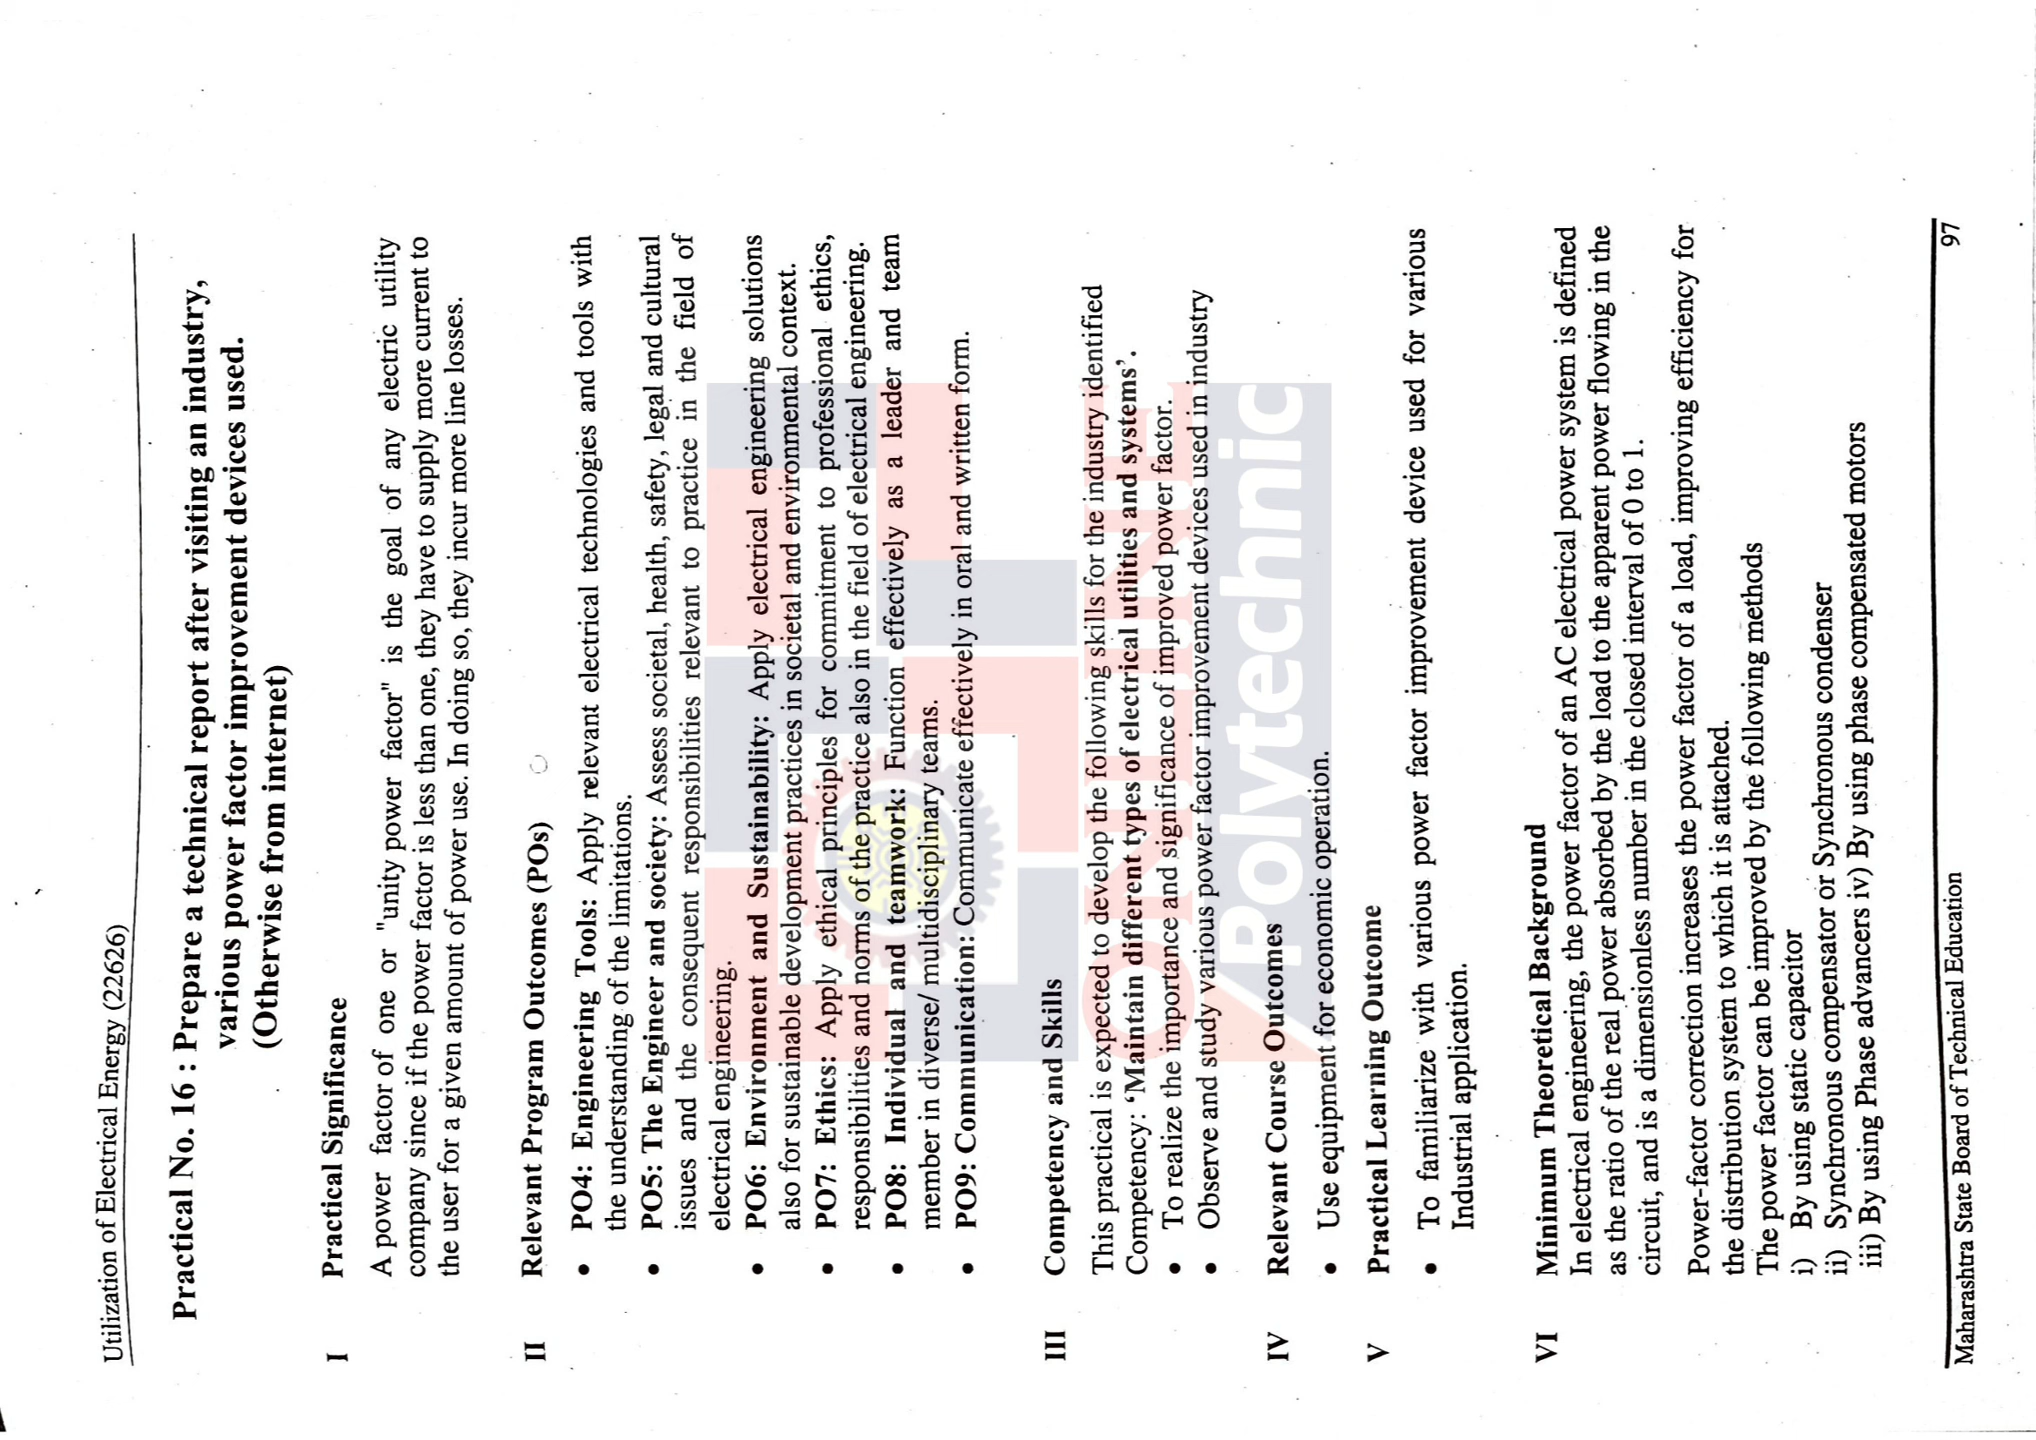 Utilization of Electrical Energy (22626)
Practical No. 16 : Prepare a technical report after visiting an industry,
various power factor improvement devices used.
(Otherwise from internet)
I Practical Significance
A power factor of one or "unity power factor" is the goal of any electric utility
company since if the power factor is less than one, they have to supply more current to
the user for a given amount of power use. In doing so, they incur more line losses.
II Relevant Program Outcomes (POs)
• PO4: Engineering Tools: Apply relevant electrical technologies and tools with
the understanding of the limitations.
• PO5: The Engineer and society: Assess societal, health, safety, legal and cultural
issues and the consequent responsibilities relevant to practice in the field of
electrical engineering.
• PO6: Environment and Sustainability: Apply electrical engineering solutions
also for sustainable development practices in societal and environmental context.
• PO7: Ethics: Apply ethical principles for commitment to professional ethics,
responsibilities and norms of the practice also in the field of electrical engineering.
• PO8: Individual and teamwork: Function effectively as a leader and team
member in diverse/ multidisciplinary teams.
• PO9: Communication: Communicate effectively in oral and written form.
III Competency and Skills
This practical is expected to develop the following skills for the industry identified
Competency: ‘Maintain different types of electrical utilities and systems’.
• To realize the importance and significance of improved power factor.
• Observe and study various power factor improvement devices used in industry
IV Relevant Course Outcomes
• Use equipment for economic operation.
V Practical Learning Outcome
• To familiarize with various power factor improvement device used for various
Industrial application.
VI Minimum Theoretical Background
In electrical engineering, the power factor of an AC electrical power system is defined
as the ratio of the real power absorbed by the load to the apparent power flowing in the
circuit, and is a dimensionless number in the closed interval of 0 to 1.
Power-factor correction increases the power factor of a load, improving efficiency for
the distribution system to which it is attached.
The power factor can be improved by the following methods
i) By using static capacitor
ii) Synchronous compensator or Synchronous condenser
iii) By using Phase advancers iv) By using phase compensated motors
Maharashtra State Board of Technical Education 97
ONLINE
Polytechnic